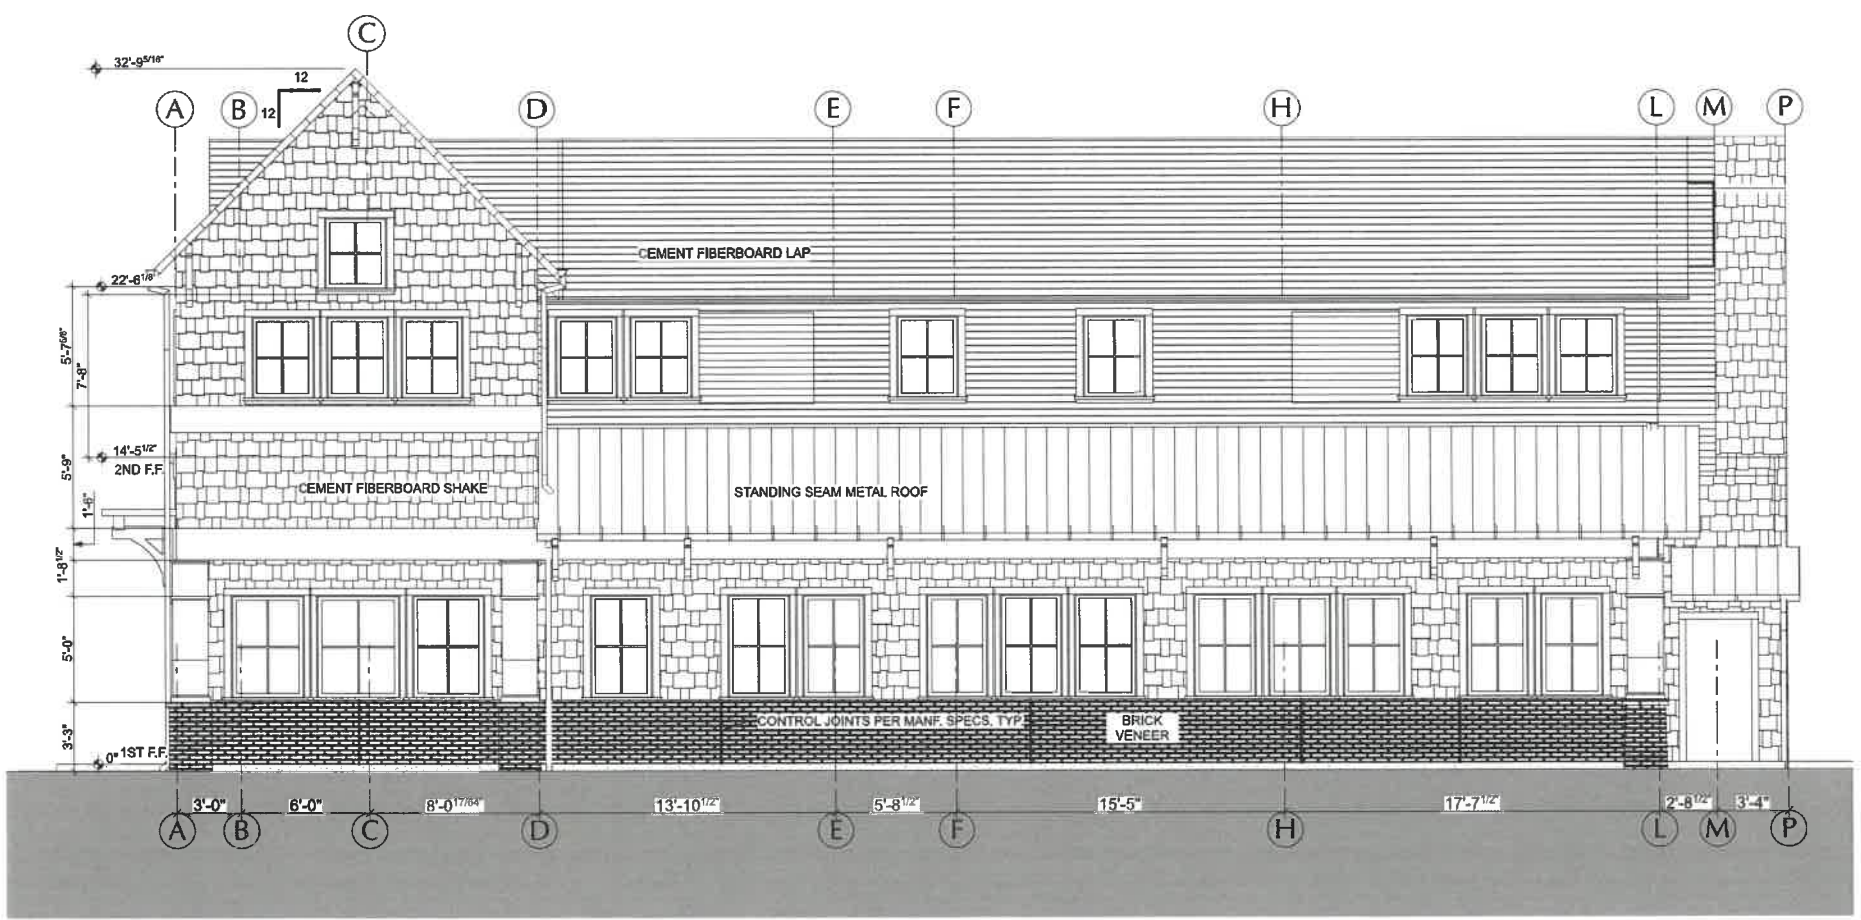 C
32'-9 5/16"
12
12
A
B
D
E
F
H
L
M
P
CEMENT FIBERBOARD LAP
22'-6 1/8"
5'-7 5/8"
7'-8"
14'-5 1/2"
2ND F.F.
5'-9"
CEMENT FIBERBOARD SHAKE
STANDING SEAM METAL ROOF
1'-6"
1'-8 1/2"
5'-0"
3'-3"
CONTROL JOINTS PER MANF. SPECS, TYP.
BRICK
VENEER
0" 1ST F.F.
3'-0"
6'-0"
8'-0 17/64"
13'-10 1/2"
5'-8 1/2"
15'-5"
17'-7 1/2"
2'-8 1/2"
3'-4"
A
B
C
D
E
F
H
L
M
P